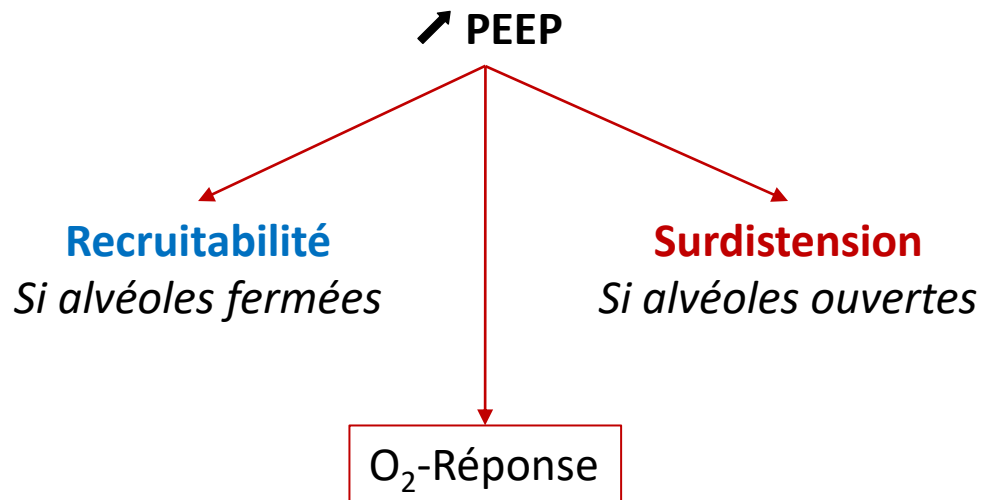 ↗ PEEP
Recruitabilité
Si alvéoles fermées
Surdistension
Si alvéoles ouvertes
O₂-Réponse